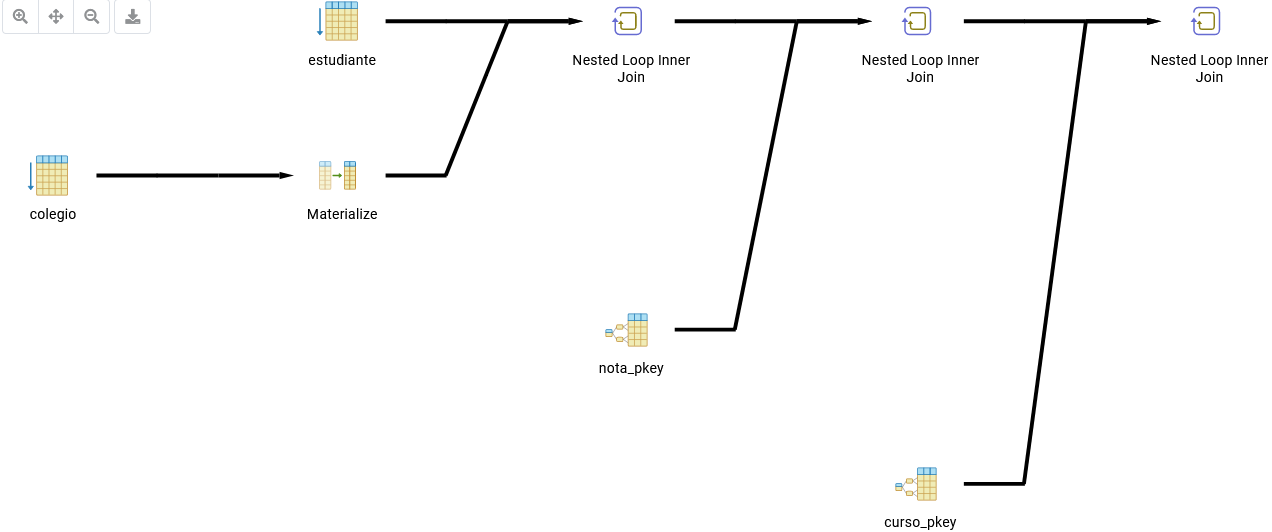 estudiante
Nested Loop Inner
Join
Nested Loop Inner
Join
Nested Loop Inner
Join
colegio
Materialize
nota_pkey
curso_pkey